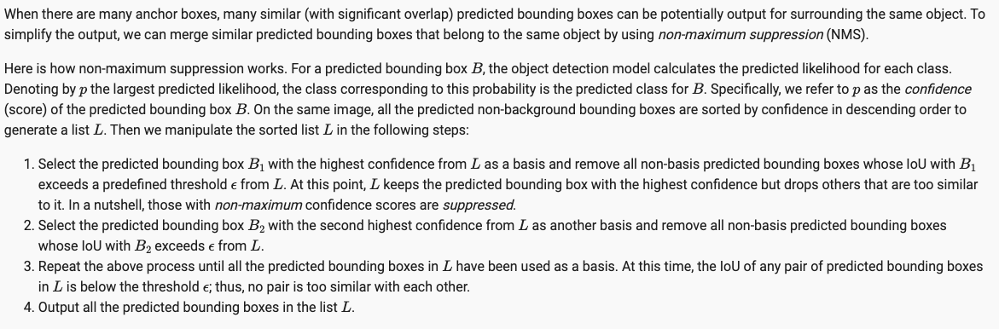 When there are many anchor boxes, many similar (with significant overlap) predicted bounding boxes can be potentially output for surrounding the same object. To
simplify the output, we can merge similar predicted bounding boxes that belong to the same object by using non-maximum suppression (NMS).
Here is how non-maximum suppression works. For a predicted bounding box B, the object detection model calculates the predicted likelihood for each class.
Denoting by p the largest predicted likelihood, the class corresponding to this probability is the predicted class for B. Specifically, we refer to p as the confidence
(score) of the predicted bounding box B. On the same image, all the predicted non-background bounding boxes are sorted by confidence in descending order to
generate a list L. Then we manipulate the sorted list L in the following steps:
1. Select the predicted bounding box B₁ with the highest confidence from L as a basis and remove all non-basis predicted bounding boxes whose IoU with B₁
exceeds a predefined threshold ϵ from L. At this point, L keeps the predicted bounding box with the highest confidence but drops others that are too similar
to it. In a nutshell, those with non-maximum confidence scores are suppressed.
2. Select the predicted bounding box B₂ with the second highest confidence from L as another basis and remove all non-basis predicted bounding boxes
whose IoU with B₂ exceeds ϵ from L.
3. Repeat the above process until all the predicted bounding boxes in L have been used as a basis. At this time, the IoU of any pair of predicted bounding boxes
in L is below the threshold ϵ; thus, no pair is too similar with each other.
4. Output all the predicted bounding boxes in the list L.